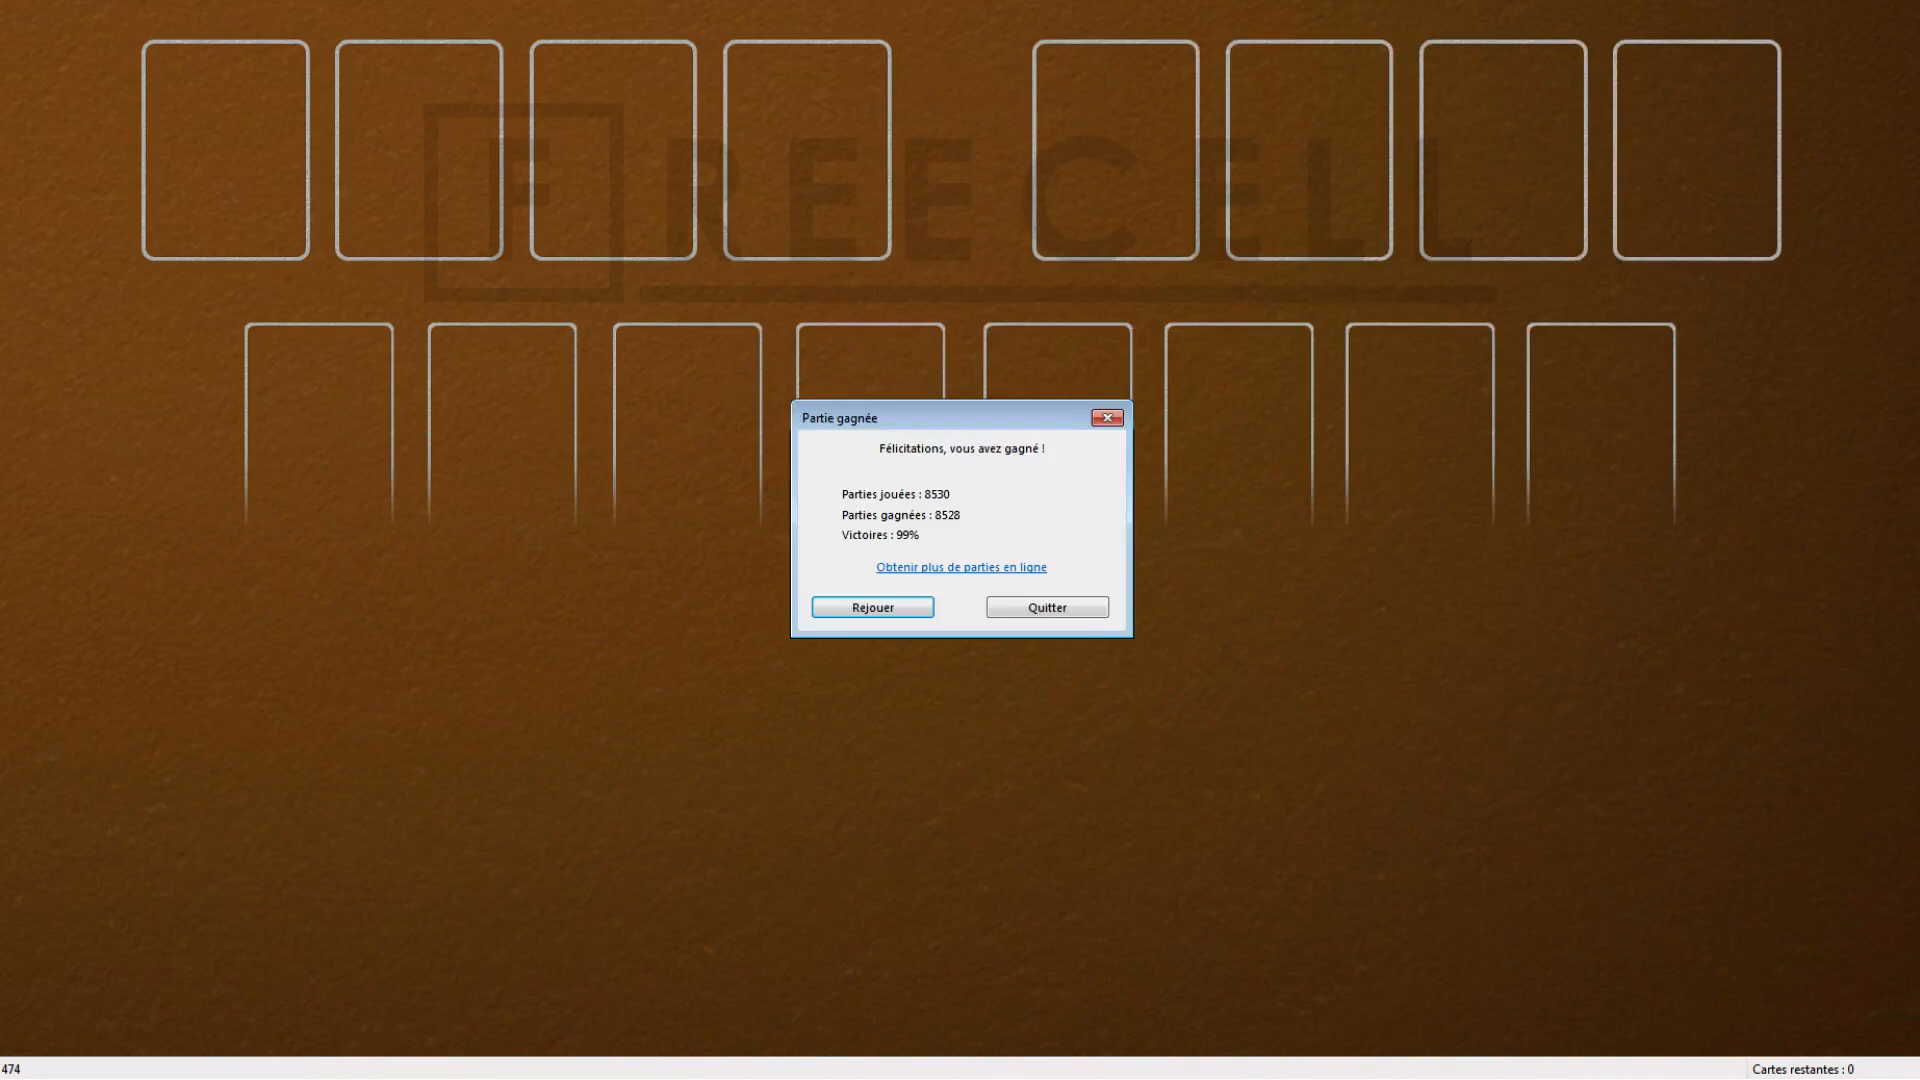 FREECELL
Partie gagnée
Félicitations, vous avez gagné !
Parties jouées : 8530
Parties gagnées : 8528
Victoires : 99%
Obtenir plus de parties en ligne
Rejouer
Quitter
474
Cartes restantes : 0